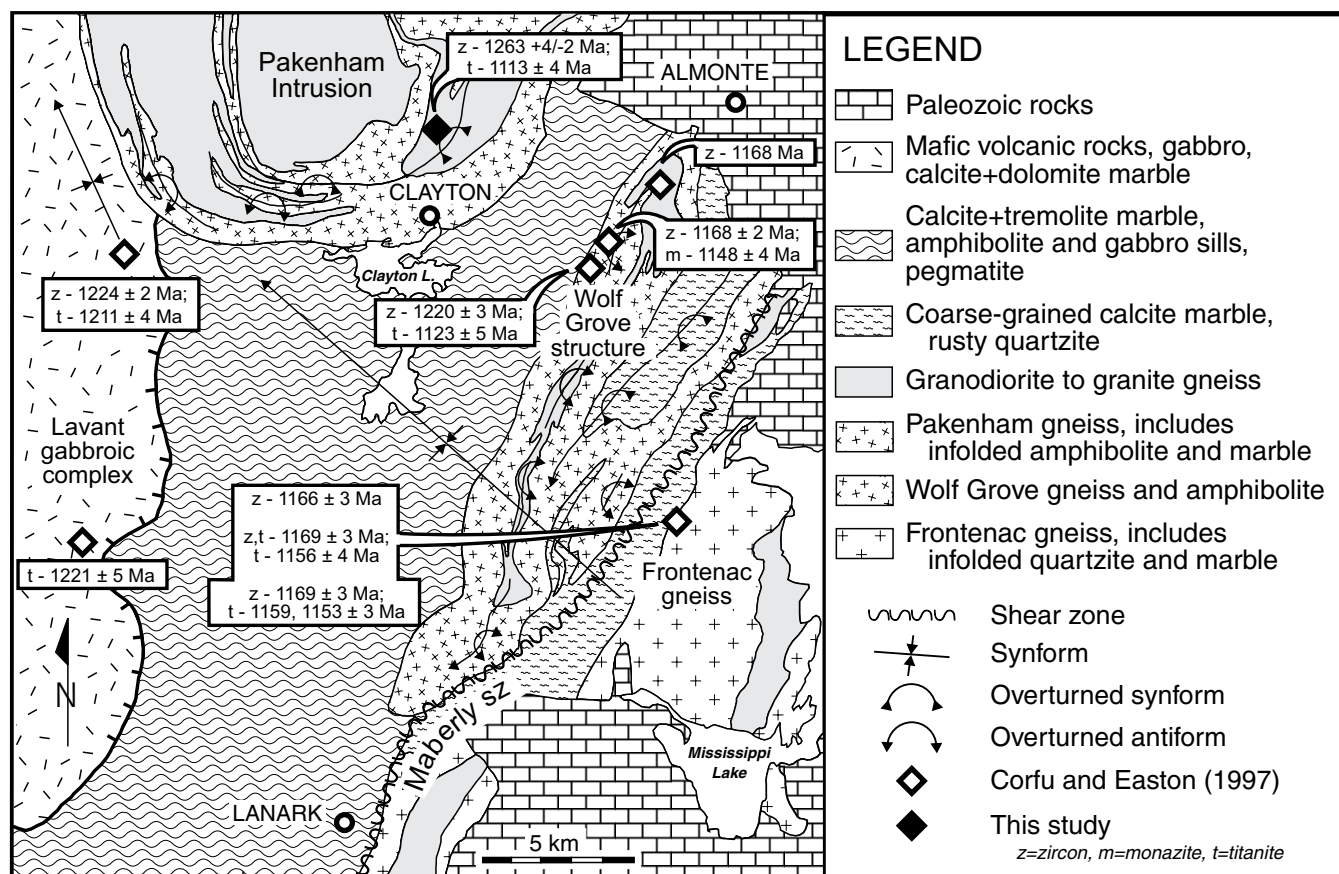 Pakenham
Intrusion
z - 1263 +4/-2 Ma;
t - 1113 ± 4 Ma
ALMONTE
z - 1168 Ma
CLAYTON
z - 1168 ± 2 Ma;
m - 1148 ± 4 Ma
Clayton L.
z - 1224 ± 2 Ma;
t - 1211 ± 4 Ma
z - 1220 ± 3 Ma;
t - 1123 ± 5 Ma
Wolf
Grove
structure
Lavant
gabbroic
complex
z - 1166 ± 3 Ma
z,t - 1169 ± 3 Ma;
t - 1156 ± 4 Ma
z - 1169 ± 3 Ma;
t - 1159, 1153 ± 3 Ma
t - 1221 ± 5 Ma
Frontenac
gneiss
N
Maberly sz
Mississippi
Lake
LANARK
5 km
LEGEND
Paleozoic rocks
Mafic volcanic rocks, gabbro,
calcite+dolomite marble
Calcite+tremolite marble,
amphibolite and gabbro sills,
pegmatite
Coarse-grained calcite marble,
rusty quartzite
Granodiorite to granite gneiss
Pakenham gneiss, includes
infolded amphibolite and marble
Wolf Grove gneiss and amphibolite
Frontenac gneiss, includes
infolded quartzite and marble
Shear zone
Synform
Overturned synform
Overturned antiform
Corfu and Easton (1997)
This study
z=zircon, m=monazite, t=titanite